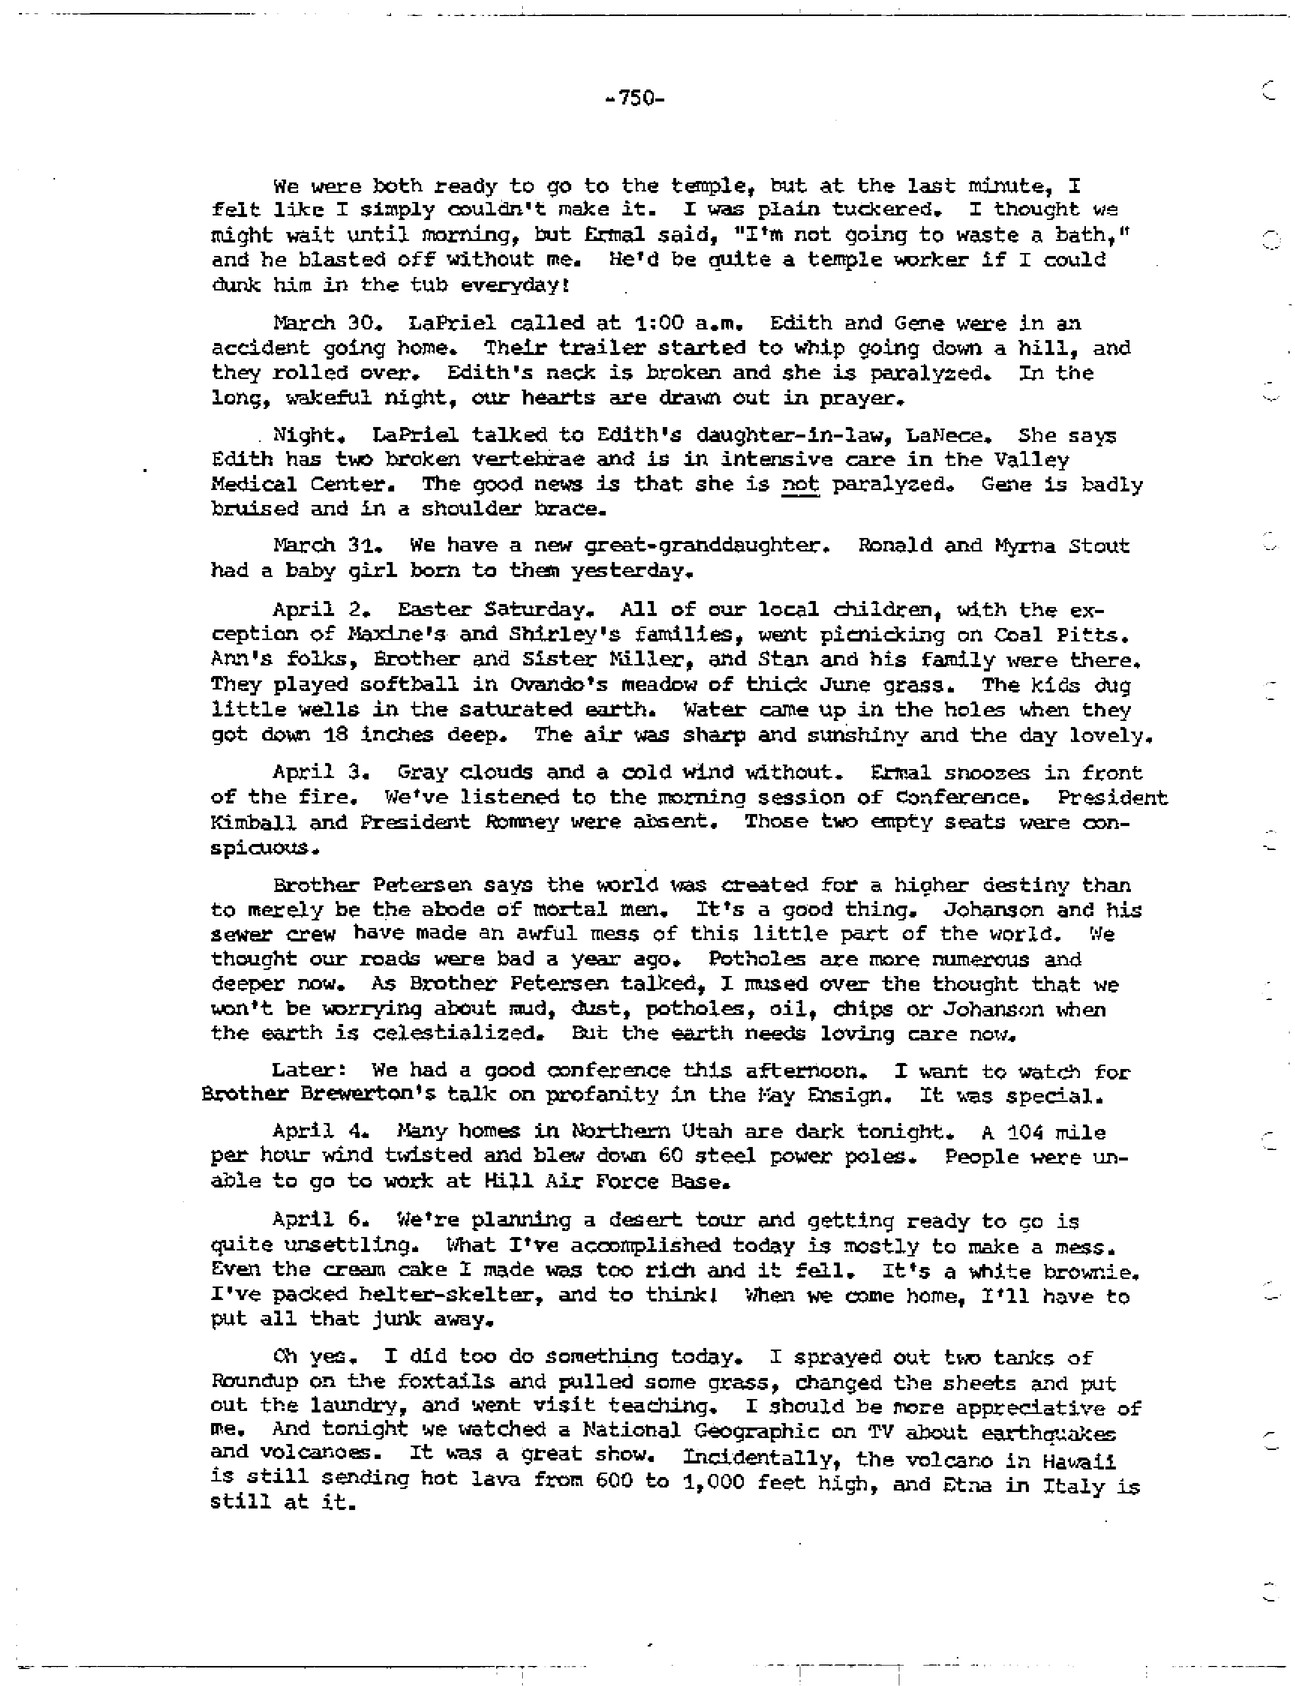 -750-
We were both ready to go to the temple, but at the last minute, I
felt like I simply couldn't make it. I was plain tuckered. I thought we
might wait until morning, but Ermal said, "I'm not going to waste a bath,"
and he blasted off without me. He'd be quite a temple worker if I could
dunk him in the tub everyday!
March 30. LaPriel called at 1:00 a.m. Edith and Gene were in an
accident going home. Their trailer started to whip going down a hill, and
they rolled over. Edith's neck is broken and she is paralyzed. In the
long, wakeful night, our hearts are drawn out in prayer.
Night. LaPriel talked to Edith's daughter-in-law, LaNece. She says
Edith has two broken vertebrae and is in intensive care in the Valley
Medical Center. The good news is that she is not paralyzed. Gene is badly
bruised and in a shoulder brace.
March 31. We have a new great-granddaughter. Ronald and Myrna Stout
had a baby girl born to them yesterday.
April 2. Easter Saturday. All of our local children, with the ex-
ception of Maxine's and Shirley's families, went picnicking on Coal Pitts.
Ann's folks, Brother and Sister Miller, and Stan and his family were there.
They played softball in Ovando's meadow of thick June grass. The kids dug
little wells in the saturated earth. Water came up in the holes when they
got down 18 inches deep. The air was sharp and sunshiny and the day lovely.
April 3. Gray clouds and a cold wind without. Ermal snoozes in front
of the fire. We've listened to the morning session of Conference. President
Kimball and President Romney were absent. Those two empty seats were con-
spicuous.
Brother Petersen says the world was created for a higher destiny than
to merely be the abode of mortal men. It's a good thing. Johanson and his
sewer crew have made an awful mess of this little part of the world. We
thought our roads were bad a year ago. Potholes are more numerous and
deeper now. As Brother Petersen talked, I mused over the thought that we
won't be worrying about mud, dust, potholes, oil, chips or Johanson when
the earth is celestialized. But the earth needs loving care now.
Later: We had a good conference this afternoon. I want to watch for
Brother Brewerton's talk on profanity in the May Ensign. It was special.
April 4. Many homes in Northern Utah are dark tonight. A 104 mile
per hour wind twisted and blew down 60 steel power poles. People were un-
able to go to work at Hill Air Force Base.
April 6. We're planning a desert tour and getting ready to go is
quite unsettling. What I've accomplished today is mostly to make a mess.
Even the cream cake I made was too rich and it fell. It's a white brownie.
I've packed helter-skelter, and to think! When we come home, I'll have to
put all that junk away.
Oh yes. I did too do something today. I sprayed out two tanks of
Roundup on the foxtails and pulled some grass, changed the sheets and put
out the laundry, and went visit teaching. I should be more appreciative of
me. And tonight we watched a National Geographic on TV about earthquakes
and volcanoes. It was a great show. Incidentally, the volcano in Hawaii
is still sending hot lava from 600 to 1,000 feet high, and Etna in Italy is
still at it.